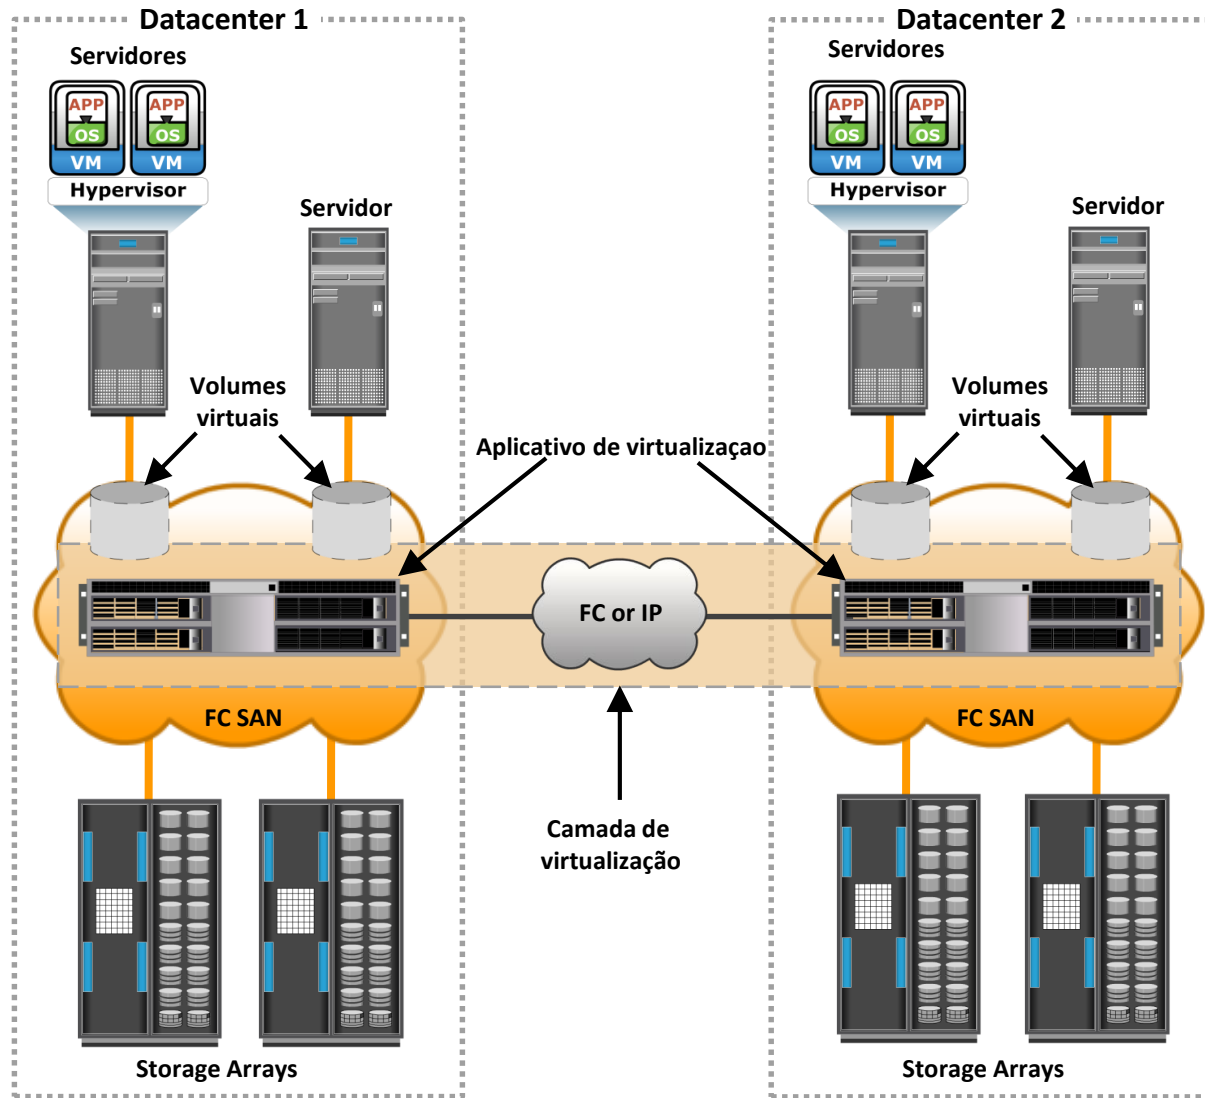 Datacenter 1
Datacenter 2
Servidores
APP
OS
VM
APP
OS
VM
Hypervisor
Servidor
Servidores
APP
OS
VM
APP
OS
VM
Hypervisor
Servidor
Volumes
virtuais
Volumes
virtuais
Aplicativo de virtualizaçao
FC or IP
FC SAN
FC SAN
Camada de
virtualização
Storage Arrays
Storage Arrays